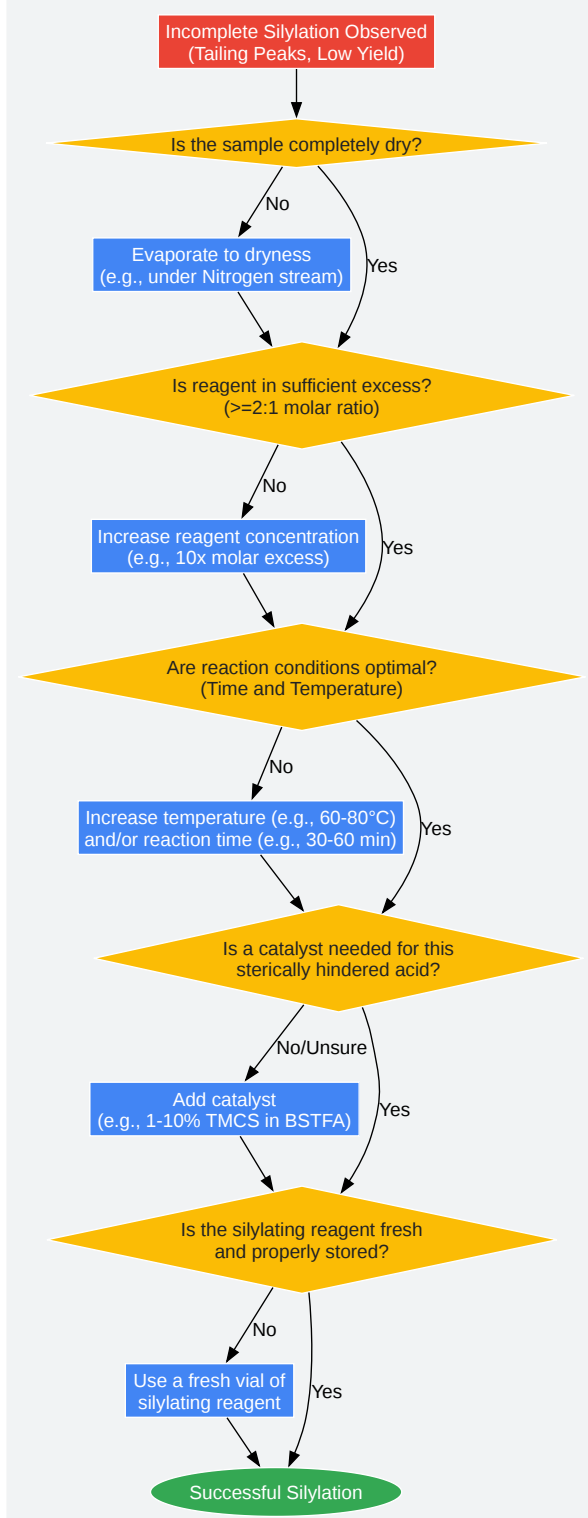 Incomplete Silylation Observed
(Tailing Peaks, Low Yield)
Is the sample completely dry?
No
Evaporate to dryness
(e.g., under Nitrogen stream)
Yes
Is reagent in sufficient excess?
(>=2:1 molar ratio)
No
Increase reagent concentration
(e.g., 10x molar excess)
Yes
Are reaction conditions optimal?
(Time and Temperature)
No
Increase temperature (e.g., 60-80°C)
and/or reaction time (e.g., 30-60 min)
Yes
Is a catalyst needed for this
sterically hindered acid?
No/Unsure
Add catalyst
(e.g., 1-10% TMCS in BSTFA)
Yes
Is the silylating reagent fresh
and properly stored?
No
Use a fresh vial of
silylating reagent
Yes
Successful Silylation